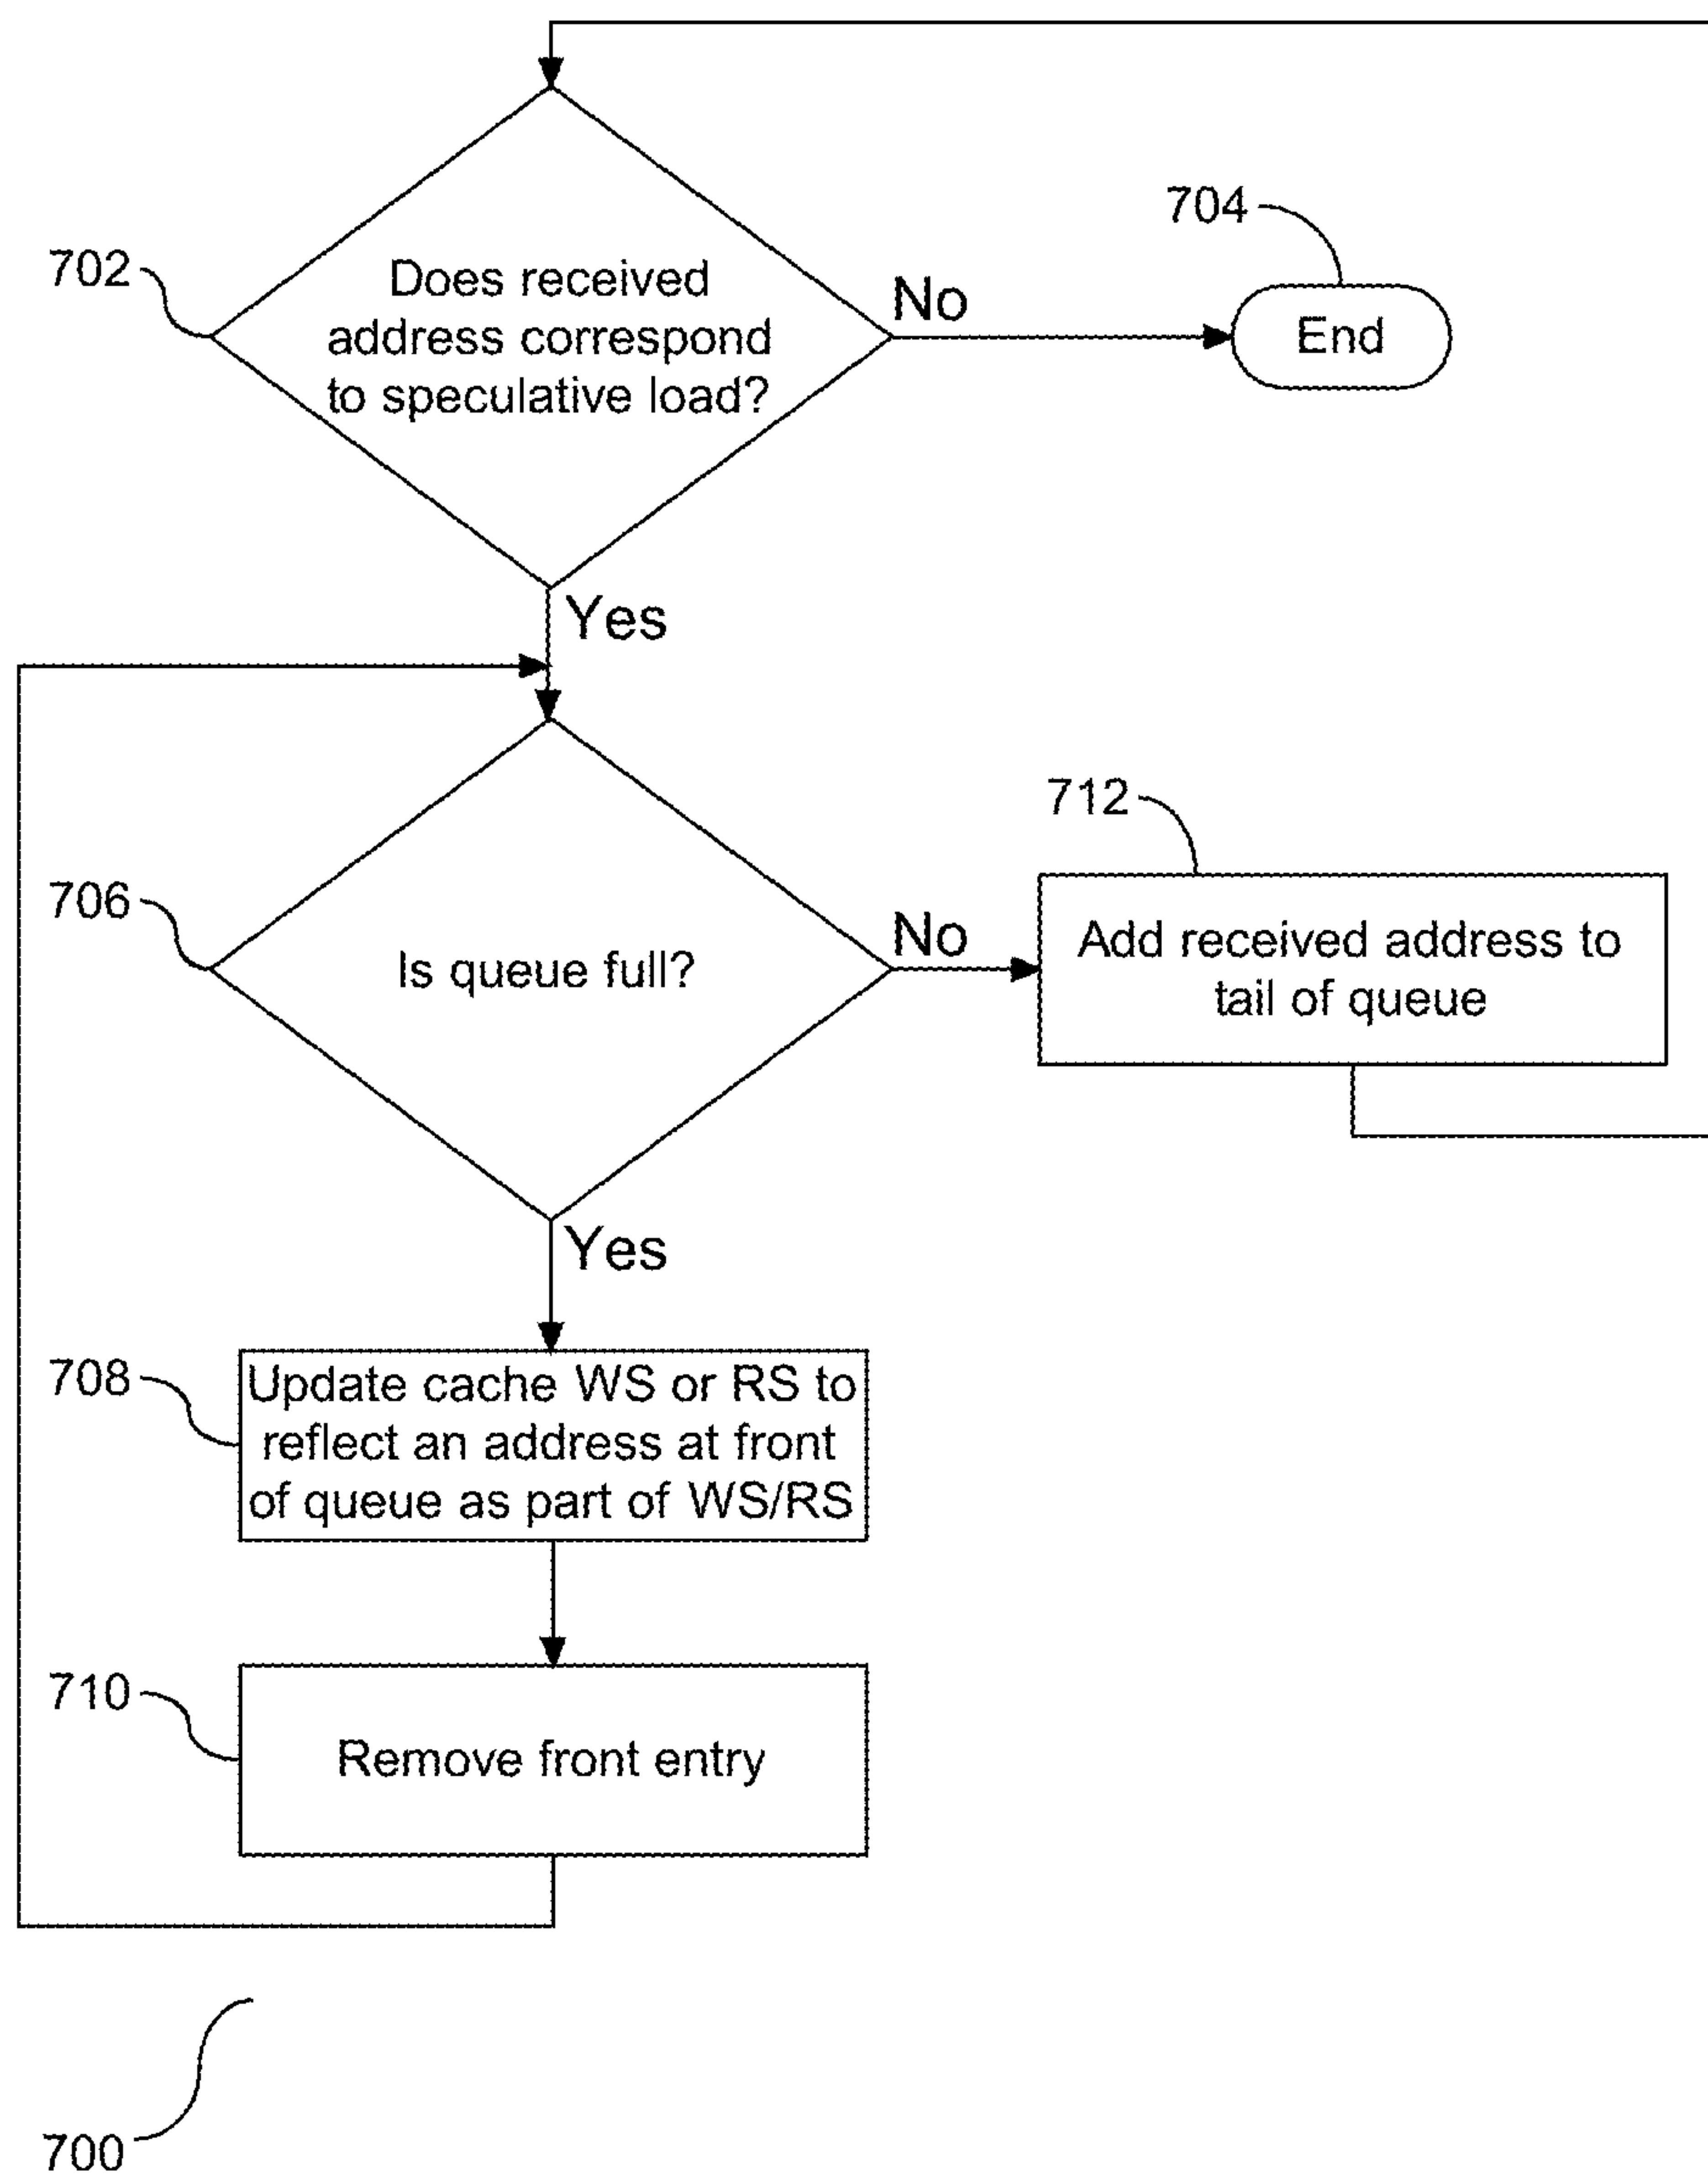 704
702
Does received
address correspond
to speculative load?
No
End
Yes
712
706
Is queue full?
No
Add received address to
tail of queue
Yes
708
Update cache WS or RS to
reflect an address at front
of queue as part of WS/RS
710
Remove front entry
700